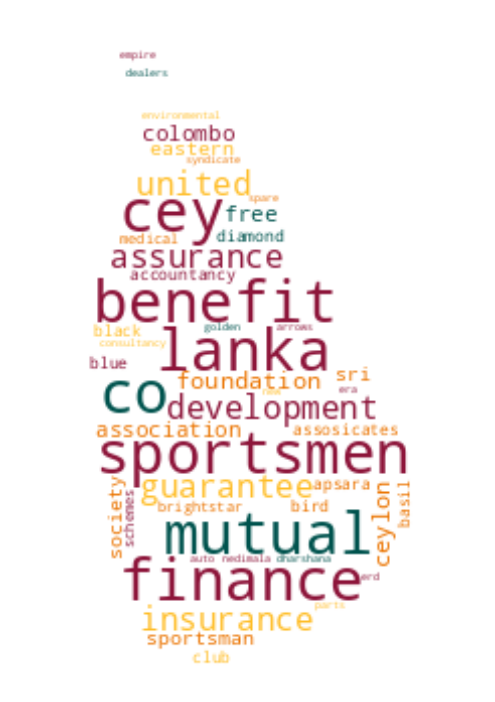 empire
dealers
environmental
colombo
eastern
syndicate
united
spare
cey free
medical diamond
assurance
accountancy
benefit
black golden arrows
consultancy lanka
blue
foundation sri
co new era
development
association assosicates
sportsmen
society schemes guarantee apsara ceylon basil
brightstar bird
mutual
auto nedimala dharshana
finance erd
insurance parts
sportsman
club